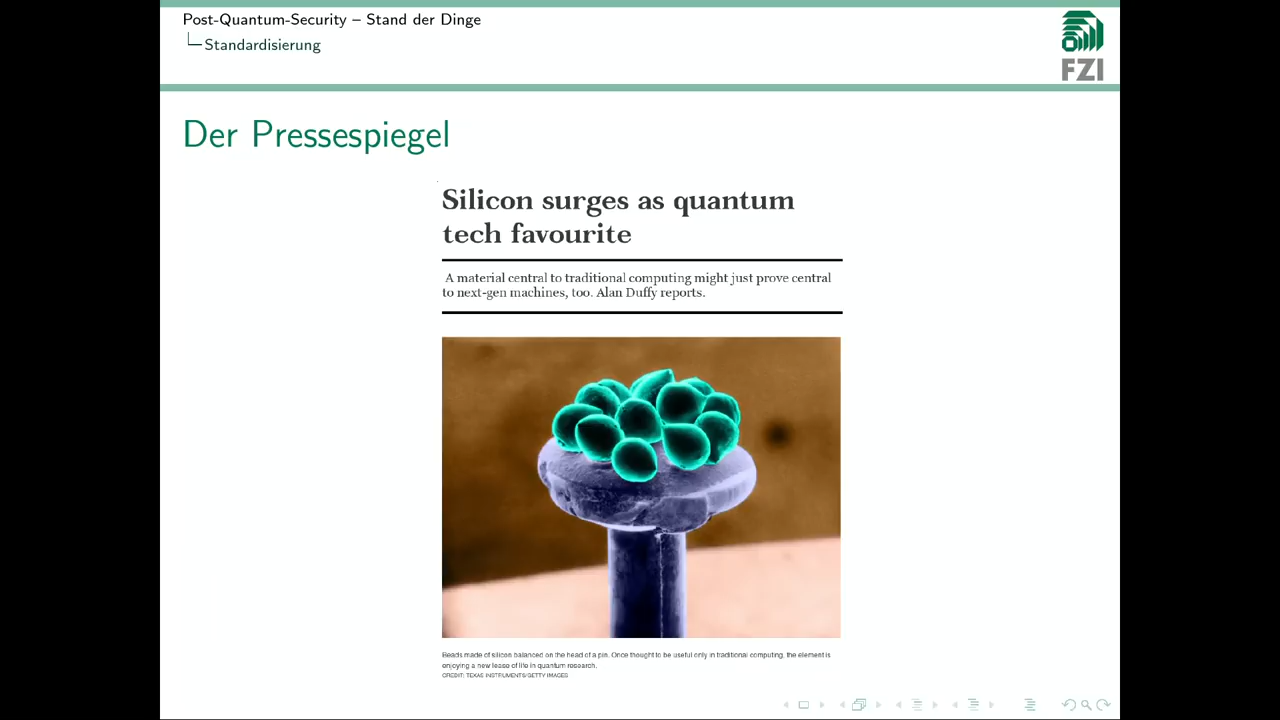 Post-Quantum-Security – Stand der Dinge
Standardisierung
FZI
Der Pressespiegel
Silicon surges as quantum
tech favourite
A material central to traditional computing might just prove central
to next-gen machines, too. Alan Duffy reports.
Beads made of silicon balanced on the head of a pin. Once thought to be useful only in traditional computing, the element is
enjoying a new lease of life in quantum research.
CREDIT: TEXAS INSTRUMENTS/GETTY IMAGES